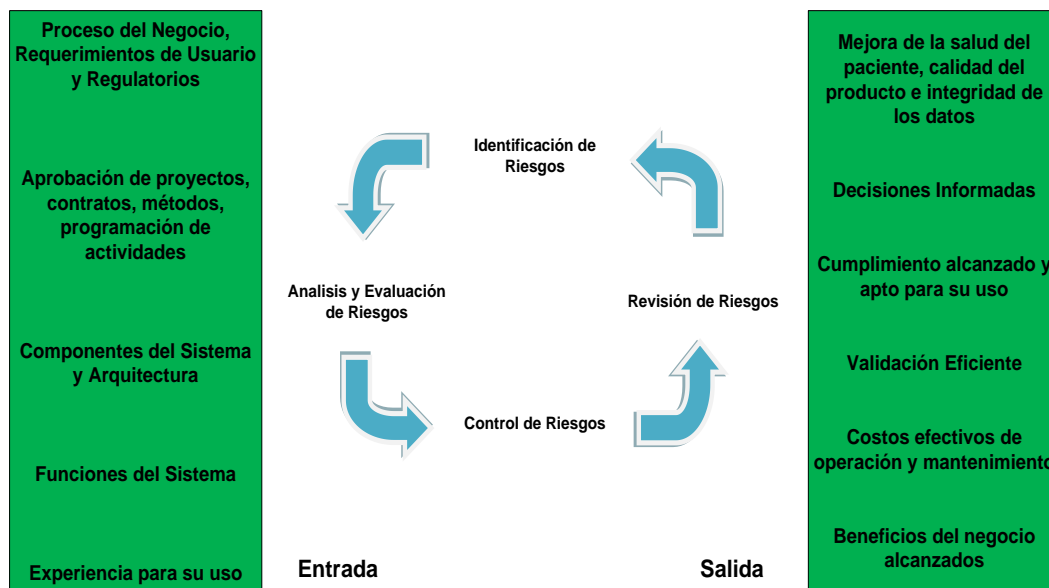 Proceso del Negocio,
Requerimientos de Usuario
y Regulatorios
Aprobación de proyectos,
contratos, métodos,
programación de
actividades
Componentes del Sistema
y Arquitectura
Funciones del Sistema
Experiencia para su uso
Identificación de
Riesgos
Analisis y Evaluación
de Riesgos
Revisión de Riesgos
Control de Riesgos
Entrada
Salida
Mejora de la salud del
paciente, calidad del
producto e integridad de
los datos
Decisiones Informadas
Cumplimiento alcanzado y
apto para su uso
Validación Eficiente
Costos efectivos de
operación y mantenimiento
Beneficios del negocio
alcanzados